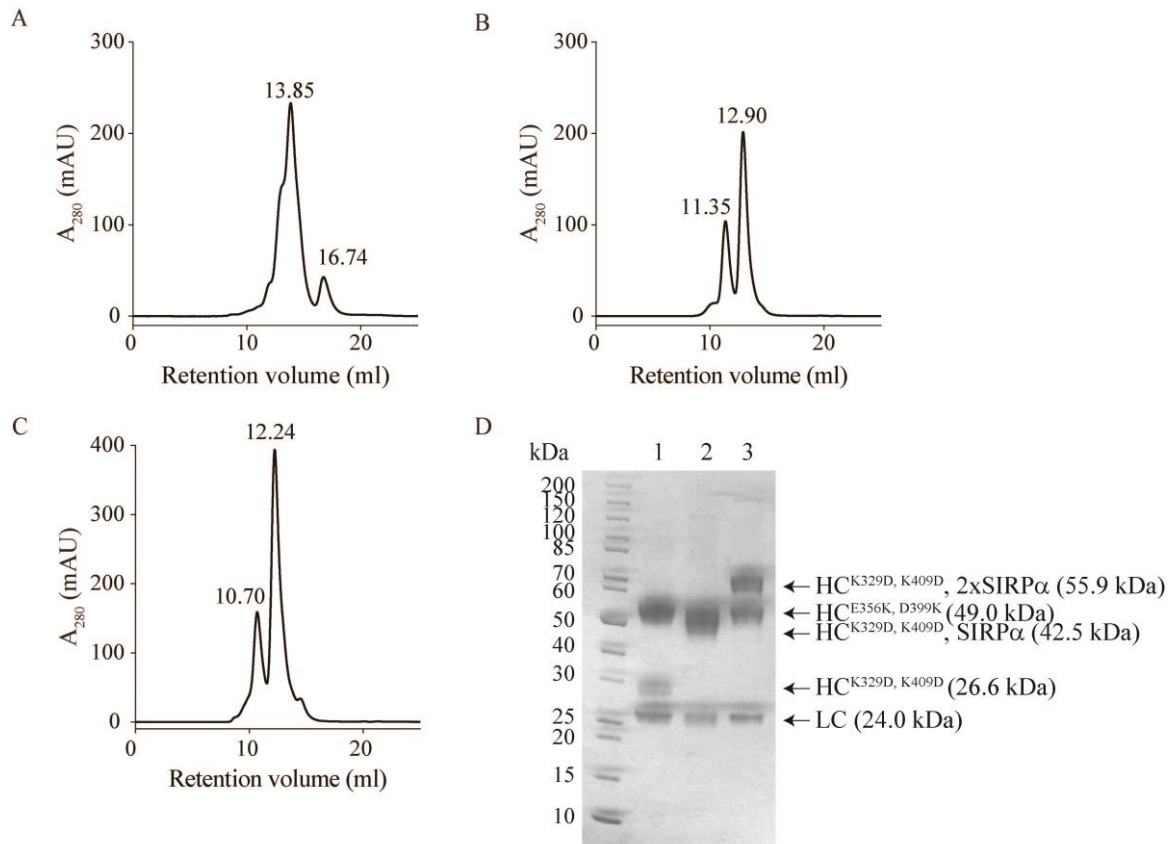 A
300
200
100
0
A280 (mAU)
13.85
16.74
0
10
20
Retention volume (ml)
B
300
200
100
0
A280 (mAU)
11.35
12.90
0
10
20
Retention volume (ml)
C
400
300
200
100
0
A280 (mAU)
10.70
12.24
0
10
20
Retention volume (ml)
D
kDa 1 2 3
200
150
120
100
85
70
60
50
40
30
25
20
15
10
← HCK329D, K409D, 2xSIRPα (55.9 kDa)
← HCE356K, D399K (49.0 kDa)
← HCK329D, K409D, SIRPα (42.5 kDa)
← HCK329D, K409D (26.6 kDa)
← LC (24.0 kDa)